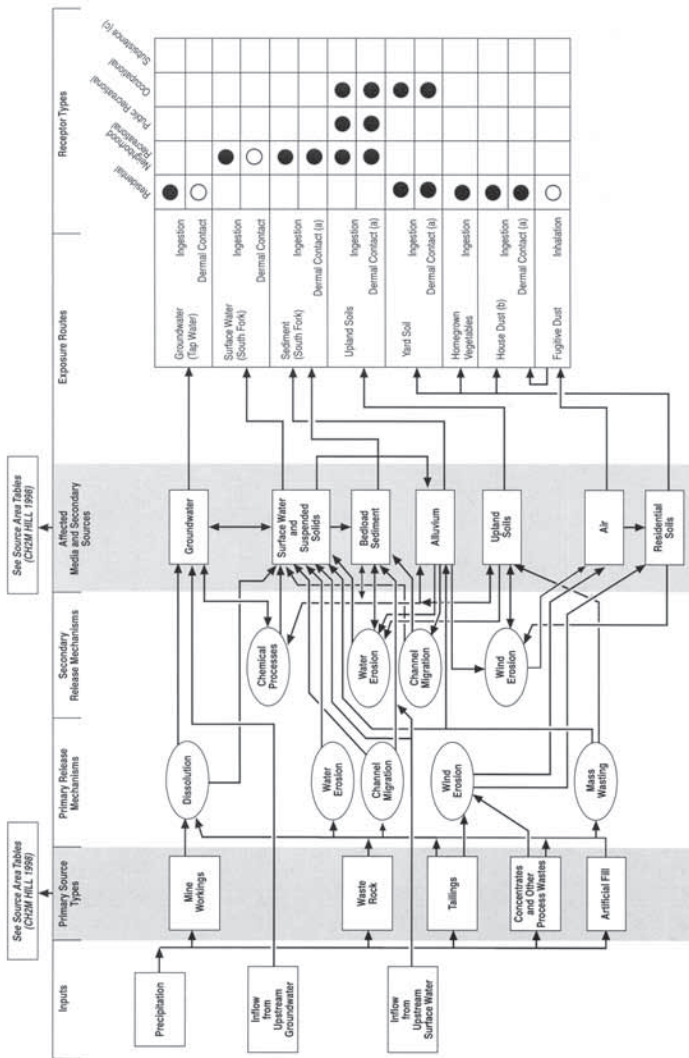 See Source Area Tables
(CH2M HILL 1998)
See Source Area Tables
(CH2M HILL 1998)
Inputs
Primary Source
Types
Primary Release
Mechanisms
Secondary
Release Mechanisms
Affected
Media and Secondary
Sources
Exposure Routes
Receptor Types
Residential
Neighborhood
Recreational
Public Recreational
Occupational
Subsistence (c)
Precipitation
Inflow
from
Upstream
Groundwater
Inflow
from
Upstream
Surface Water
Mine
Workings
Waste
Rock
Tailings
Concentrates
and Other
Process Wastes
Artificial Fill
Dissolution
Water
Erosion
Channel
Migration
Wind
Erosion
Mass
Wasting
Chemical
Processes
Water
Erosion
Channel
Migration
Wind
Erosion
Groundwater
Surface Water
and
Suspended
Solids
Bedload
Sediment
Alluvium
Upland
Soils
Air
Residential
Soils
Groundwater
(Tap Water)
Ingestion
Dermal Contact
Surface Water
(South Fork)
Ingestion
Dermal Contact
Sediment
(South Fork)
Ingestion
Dermal Contact (a)
Upland Soils
Ingestion
Dermal Contact (a)
Yard Soil
Ingestion
Dermal Contact (a)
Homegrown
Vegetables
Ingestion
House Dust (b)
Ingestion
Dermal Contact (a)
Fugitive Dust
Inhalation